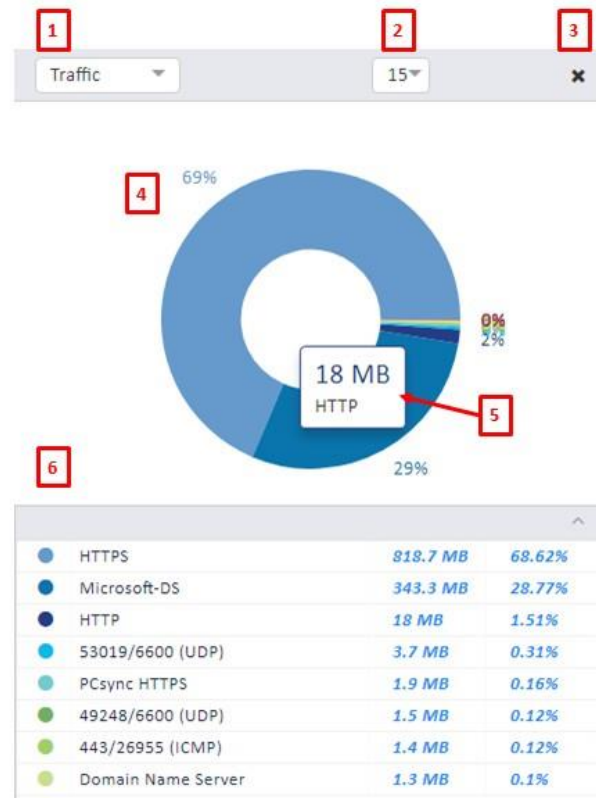 1 2 3
Traffic 15
4
69%
0%
2%
18 MB
HTTP
5
29%
6
HTTPS 818.7 MB 68.62%
Microsoft-DS 343.3 MB 28.77%
HTTP 18 MB 1.51%
53019/6600 (UDP) 3.7 MB 0.31%
PCsync HTTPS 1.9 MB 0.16%
49248/6600 (UDP) 1.5 MB 0.12%
443/26955 (ICMP) 1.4 MB 0.12%
Domain Name Server 1.3 MB 0.1%